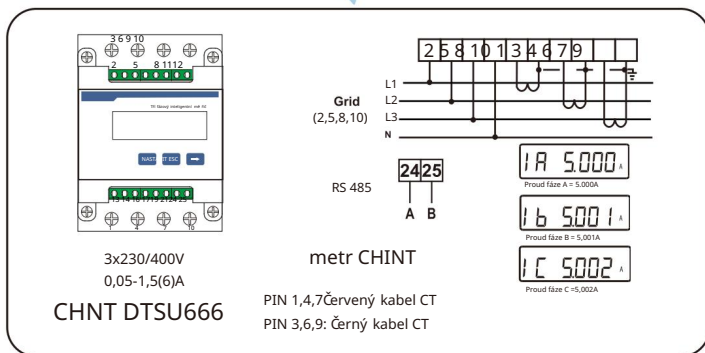 3 6 9 10
2 5 8 11 12
NASTA T ESC
13 14 16 17 19 21 24 25
1 4 7 10
3x230/400V
0,05-1,5(6)A
CHNT DTSU666
2 5 8 10 1 3 4 6 7 9
L1
Grid
(2,5,8,10)
L2
L3
N
RS 485
24 25
A B
metr CHINT
PIN 1,4,7Červený kabel CT
PIN 3,6,9: Černý kabel CT
IA 5.000 A
Proud fáze A = 5.000A
Ib 5.001 A
Proud fáze B = 5,001A
IC 5.002 A
Proud fáze C =5,002A